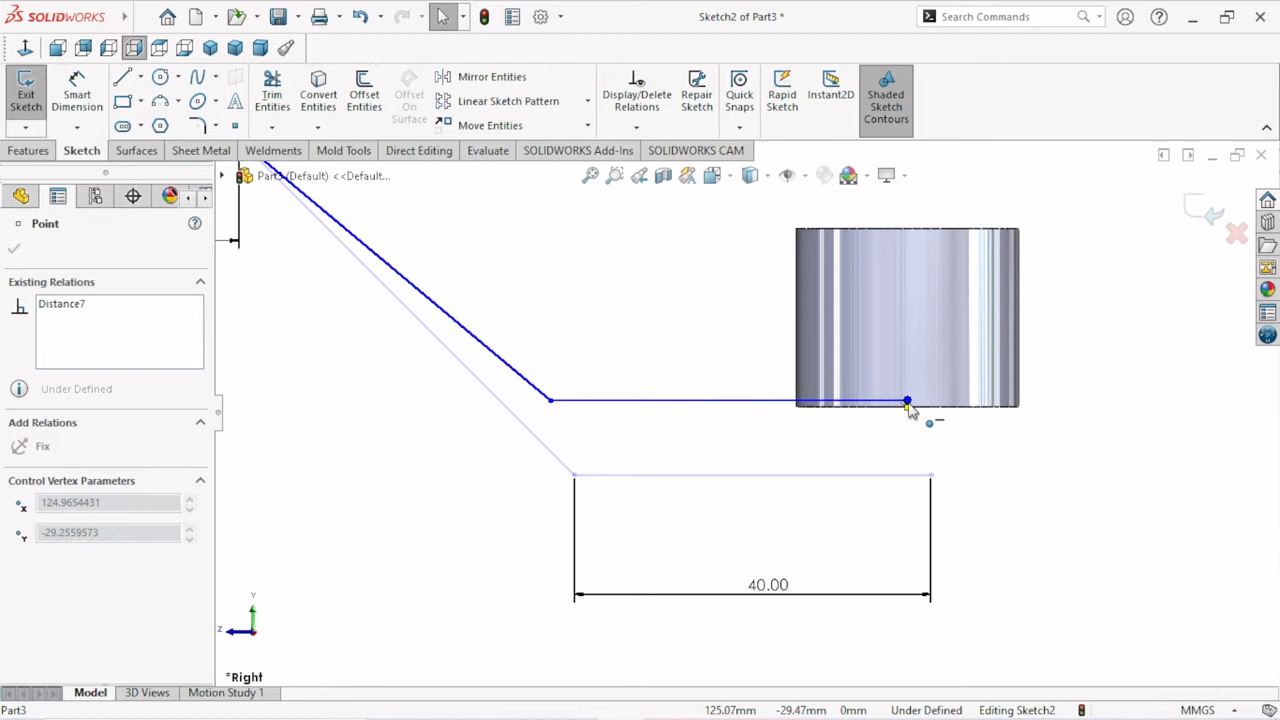 SOLIDWORKS
Sketch2 of Part3 *
Search Commands
Exit Sketch
Smart Dimension
Trim Entities
Convert Entities
Offset Entities
Offset On Surface
Mirror Entities
Linear Sketch Pattern
Move Entities
Display/Delete Relations
Repair Sketch
Quick Snaps
Rapid Sketch
Instant2D
Shaded Sketch Contours
Features
Sketch
Surfaces
Sheet Metal
Weldments
Mold Tools
Direct Editing
Evaluate
SOLIDWORKS Add-Ins
SOLIDWORKS CAM
Part3 (Default) <<Default...
Point
Existing Relations
Distance7
Under Defined
Add Relations
Fix
Control Vertex Parameters
x
124.9654431
Y
-29.2559573
40.00
Y
Z
*Right
Model
3D Views
Motion Study 1
Part3
125.07mm
-29.47mm
0mm
Under Defined
Editing Sketch2
MMGS